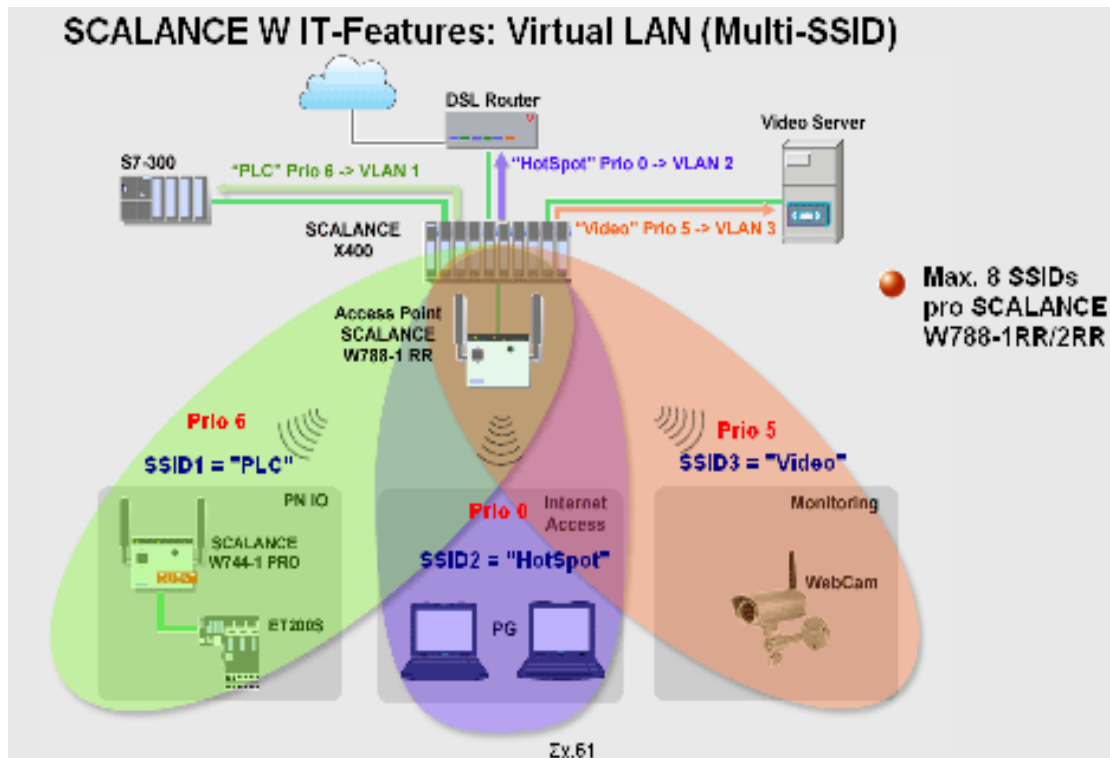 SCALANCE W IT-Features: Virtual LAN (Multi-SSID)
DSL Router
Video Server
S7-300
"PLC" Prio 6 -> VLAN 1
"HotSpot" Prio 0 -> VLAN 2
SCALANCE
X400
"Video" Prio 5 -> VLAN 3
Max. 8 SSIDs
pro SCALANCE
W788-1RR/2RR
Access Point
SCALANCE
W788-1 RR
Prio 6
SSID1 = "PLC"
Prio 5
SSID3 = "Video"
PN IO
SCALANCE
W744-1 PRO
ET200S
Prio 0
Internet
Access
SSID2 = "HotSpot"
PG
Monitoring
WebCam
Σχ.61